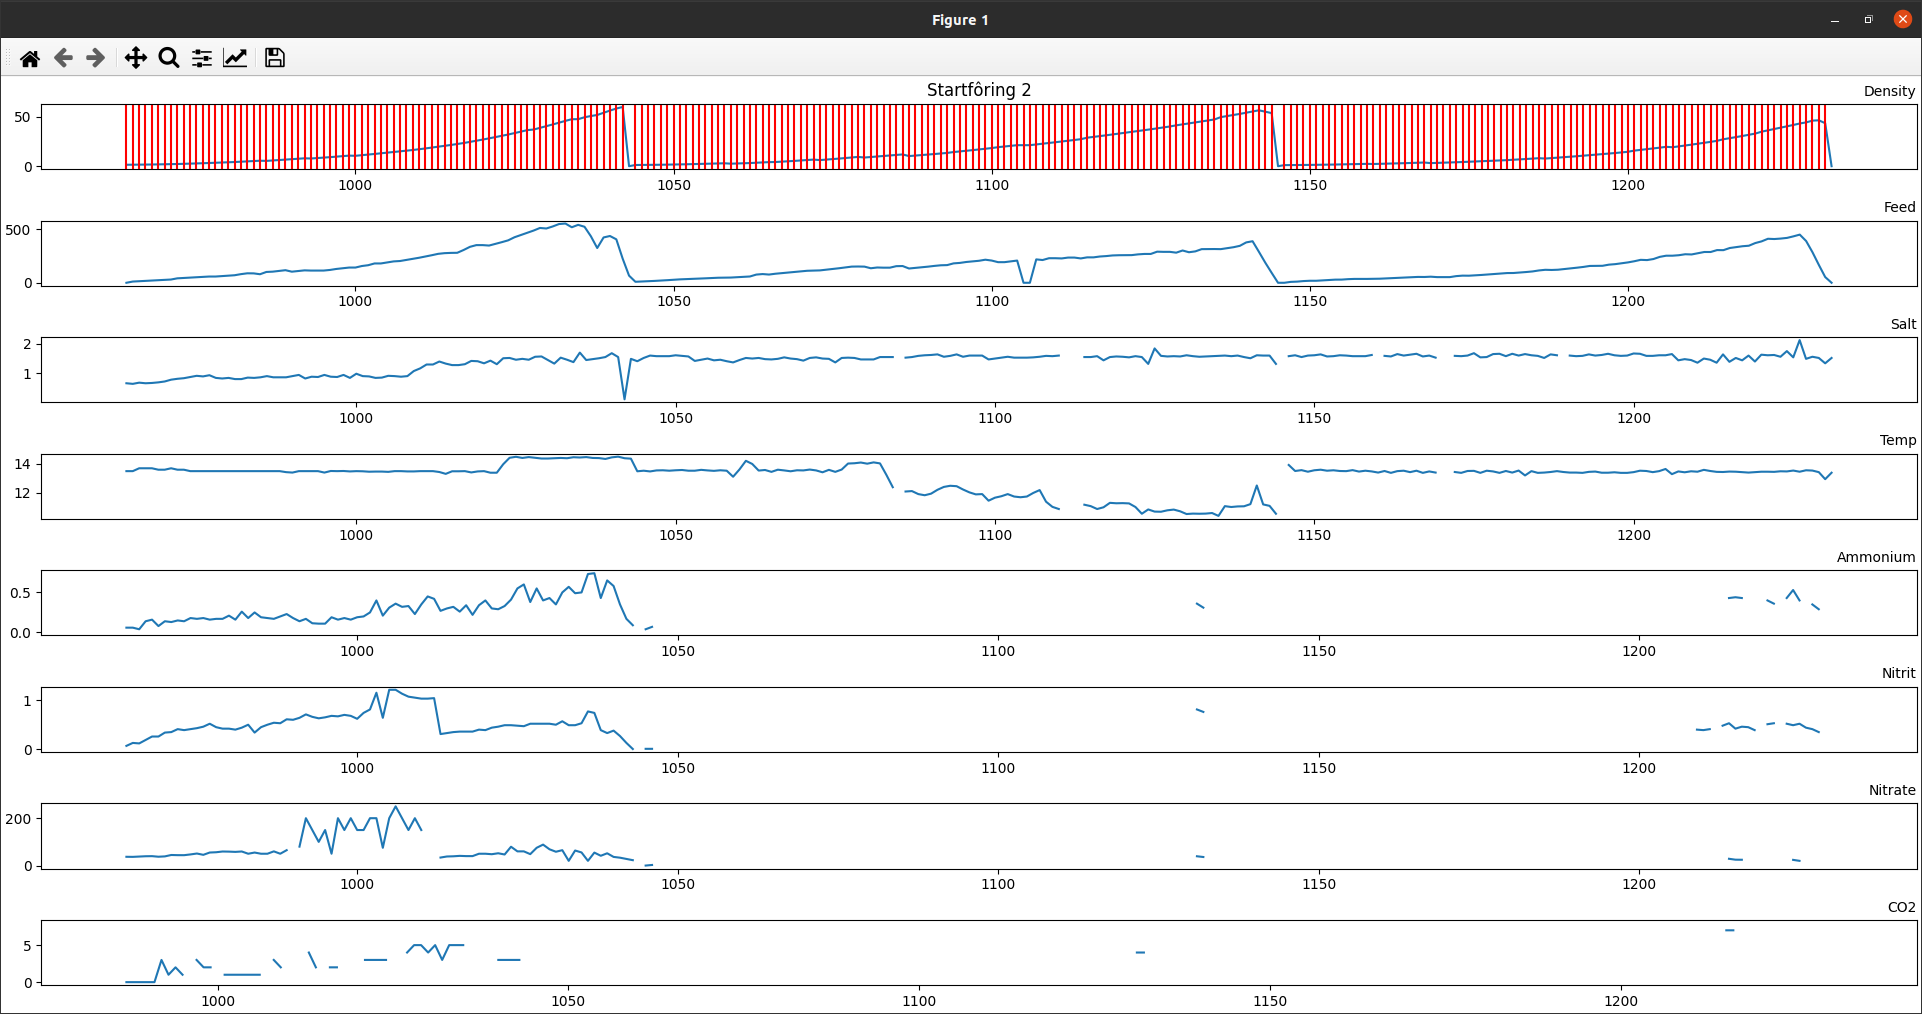 Figure 1
Startfôring 2
Density
50
0
1000 1050 1100 1150 1200
Feed
500
0
1000 1050 1100 1150 1200
Salt
2
1
1000 1050 1100 1150 1200
Temp
14
12
1000 1050 1100 1150 1200
Ammonium
0.5
0.0
1000 1050 1100 1150 1200
Nitrit
1
0
1000 1050 1100 1150 1200
Nitrate
200
0
1000 1050 1100 1150 1200
CO2
5
0
1000 1050 1100 1150 1200